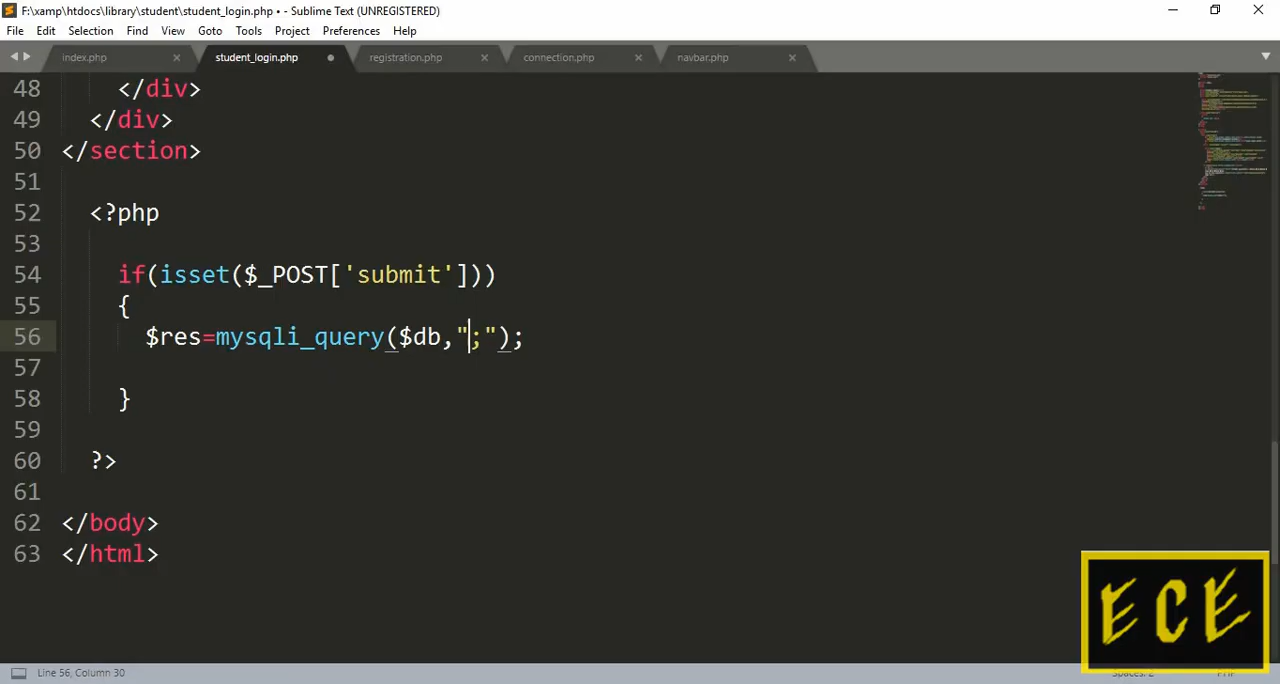 F:\xamp\htdocs\library\student\student_login.php • - Sublime Text (UNREGISTERED)
File Edit Selection Find View Goto Tools Project Preferences Help
index.php student_login.php registration.php connection.php navbar.php
48 </div>
49 </div>
50 </section>
51
52 <?php
53
54 if(isset($_POST['submit']))
55 {
56 $res=mysqli_query($db,";");
57
58 }
59
60 ?>
61
62 </body>
63 </html>
ECE
Line 56, Column 30